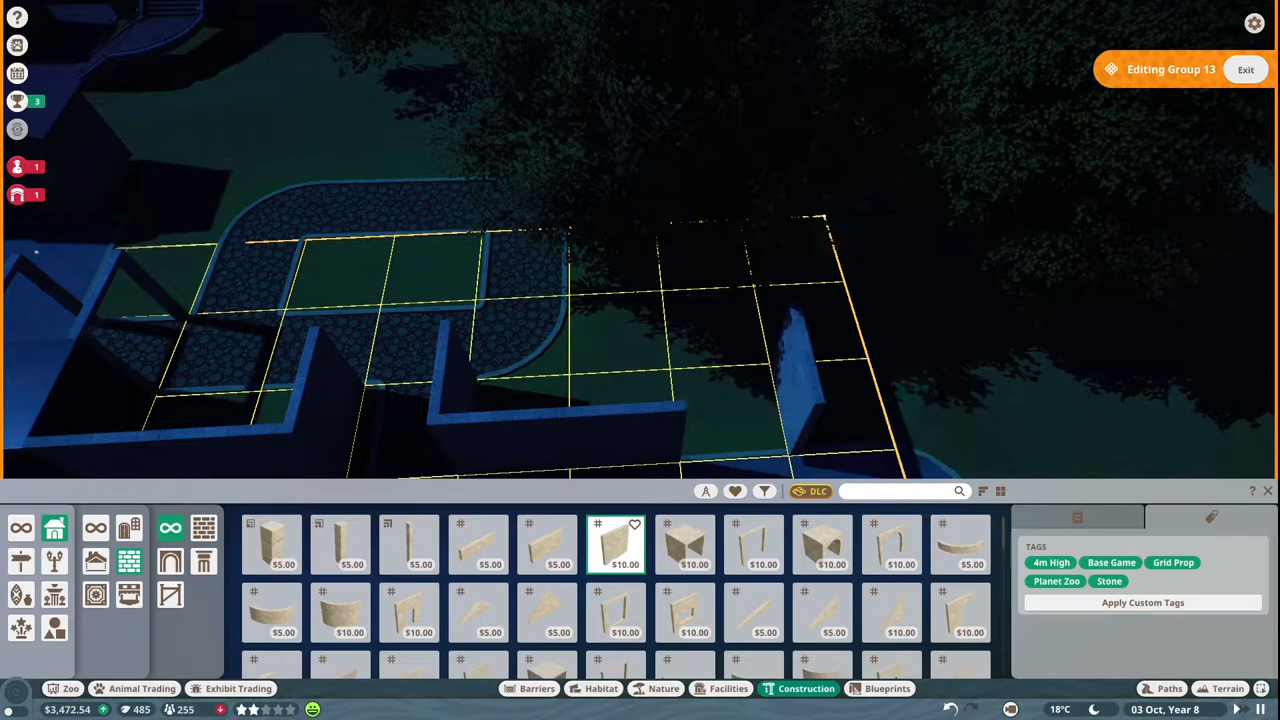 ?
3
1
1
Editing Group 13
Exit
DLC
?
$5.00
$5.00
$5.00
$5.00
$5.00
$10.00
$10.00
$10.00
$10.00
$10.00
$5.00
$5.00
$10.00
$10.00
$5.00
$5.00
$10.00
$10.00
$5.00
$5.00
$10.00
$10.00
TAGS
4m High
Base Game
Grid Prop
Planet Zoo
Stone
Apply Custom Tags
Zoo
Animal Trading
Exhibit Trading
Barriers
Habitat
Nature
Facilities
Construction
Blueprints
Paths
Terrain
$3,472.54
485
255
18°C
03 Oct, Year 8